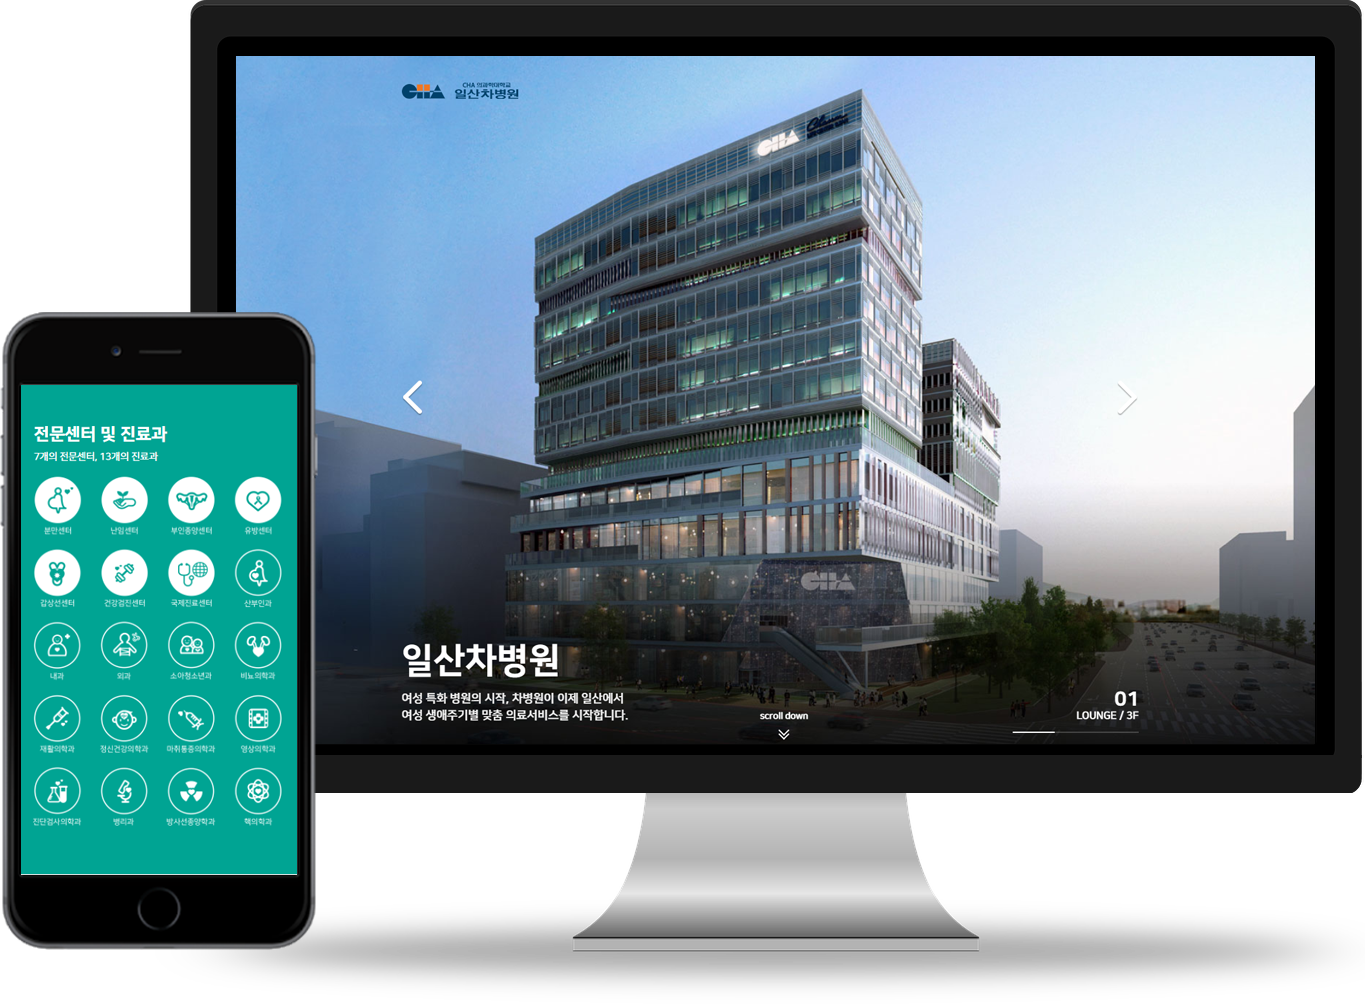 CHA 의과학대학교
CHA 일산차병원
CHA
CHA
일산차병원
여성 특화 병원의 시작, 차병원이 이제 일산에서
여성 생애주기별 맞춤 의료서비스를 시작합니다.
scroll down
01
LOUNGE / 3F
전문센터 및 진료과
7개의 전문센터, 13개의 진료과
분만센터 난임센터 부인종양센터 유방센터
갑상선센터 건강검진센터 국제진료센터 산부인과
내과 외과 소아청소년과 비뇨의학과
재활의학과 정신건강의학과 마취통증의학과 영상의학과
진단검사의학과 병리과 방사선종양학과 핵의학과